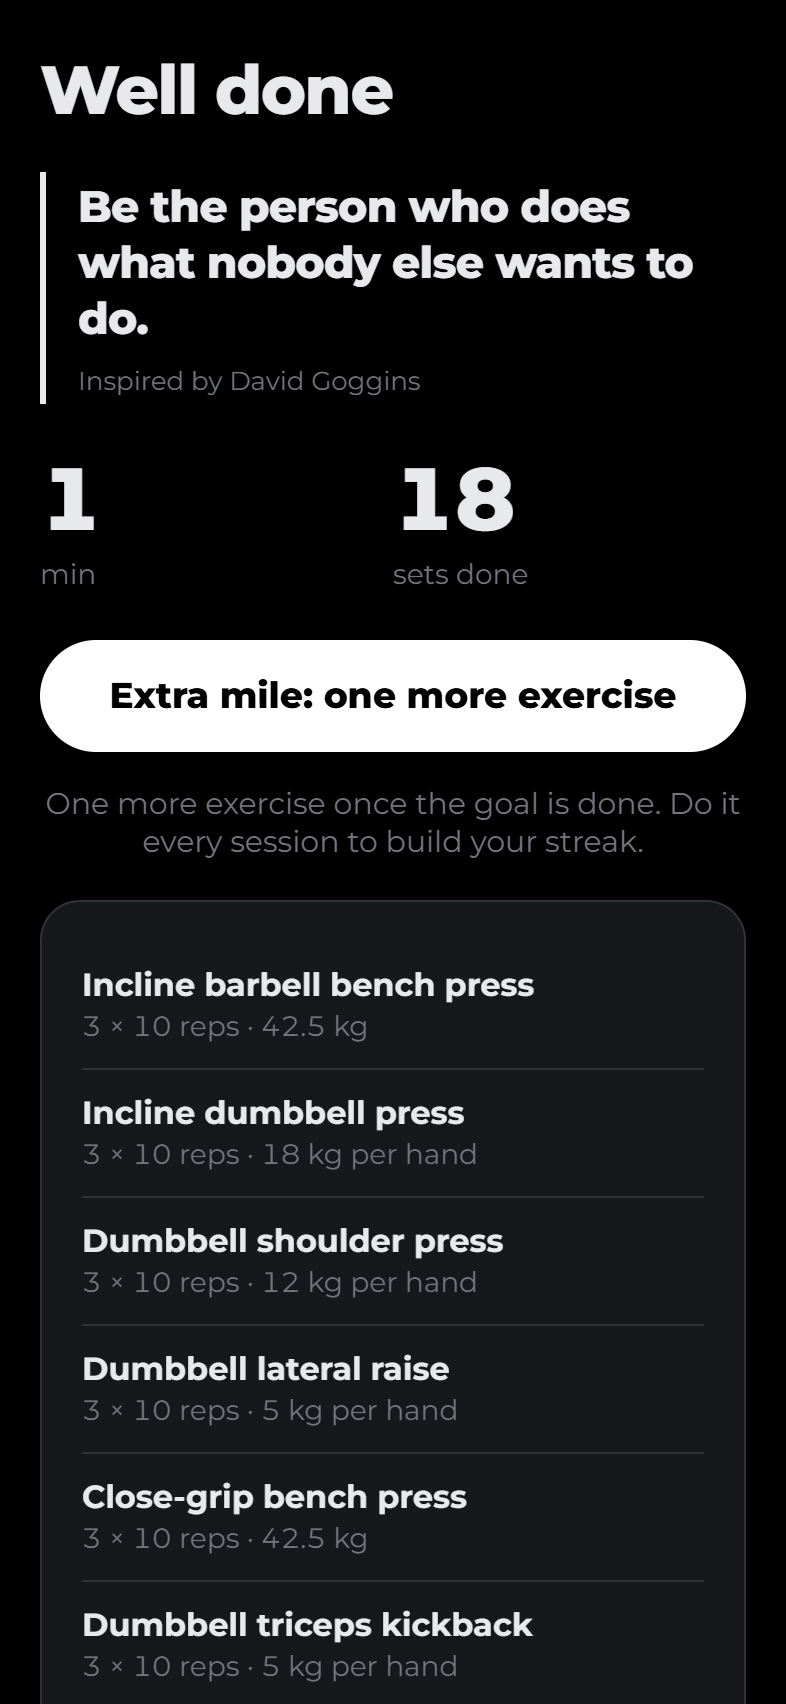 Well done
Be the person who does
what nobody else wants to
do.
Inspired by David Goggins
1
min
18
sets done
Extra mile: one more exercise
One more exercise once the goal is done. Do it
every session to build your streak.
Incline barbell bench press
3 × 10 reps · 42.5 kg
Incline dumbbell press
3 × 10 reps · 18 kg per hand
Dumbbell shoulder press
3 × 10 reps · 12 kg per hand
Dumbbell lateral raise
3 × 10 reps · 5 kg per hand
Close-grip bench press
3 × 10 reps · 42.5 kg
Dumbbell triceps kickback
3 × 10 reps · 5 kg per hand